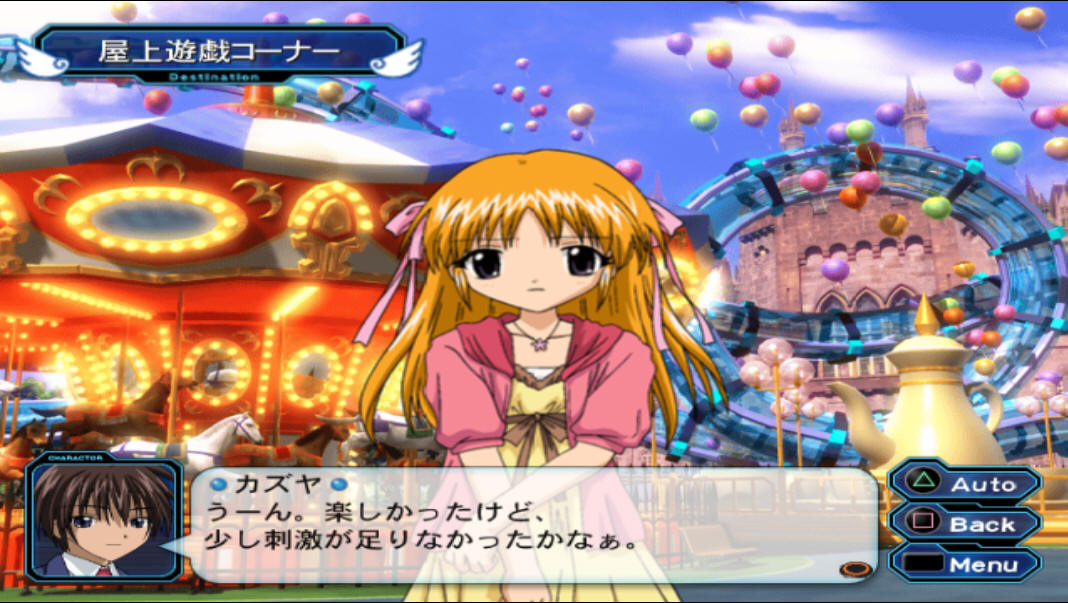 屋上遊戯コーナー
Destination
CHARACTOR
カズヤ
うーん。楽しかったけど、
少し刺激が足りなかったかなぁ。
Auto
Back
Menu